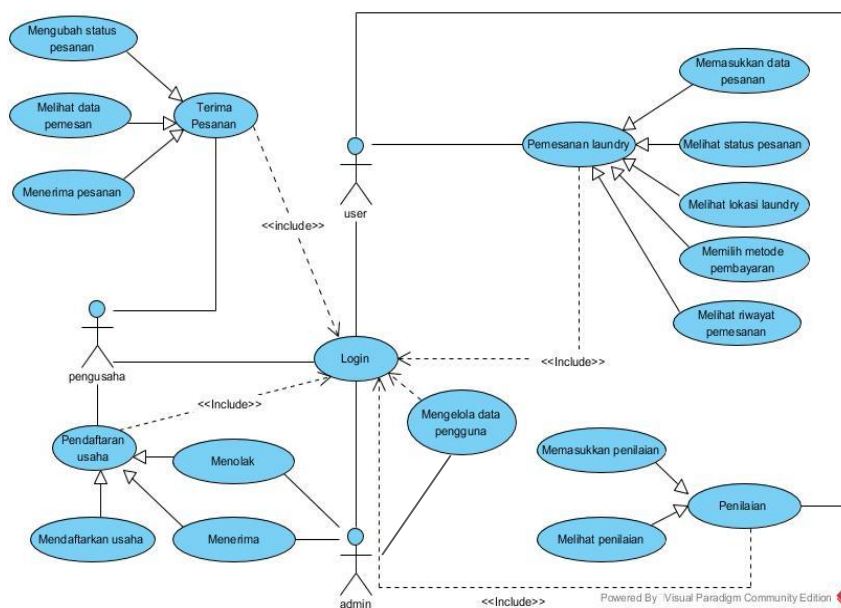 Mengubah status
pesanan
Melihat data
pemesan
Menerima pesanan
Terima
Pesanan
<<include>>
user
Pemesanan laundry
Memasukkan data
pesanan
Melihat status pesanan
Melihat lokasi laundry
Memilih metode
pembayaran
Melihat riwayat
pemesanan
<<Include>>
pengusaha
Login
<<Include>>
Pendaftaran
usaha
Menolak
Mendaftarkan usaha
Menerima
Mengelola data
pengguna
admin
Memasukkan penilaian
Melihat penilaian
Penilaian
<<Include>>
Powered By Visual Paradigm Community Edition